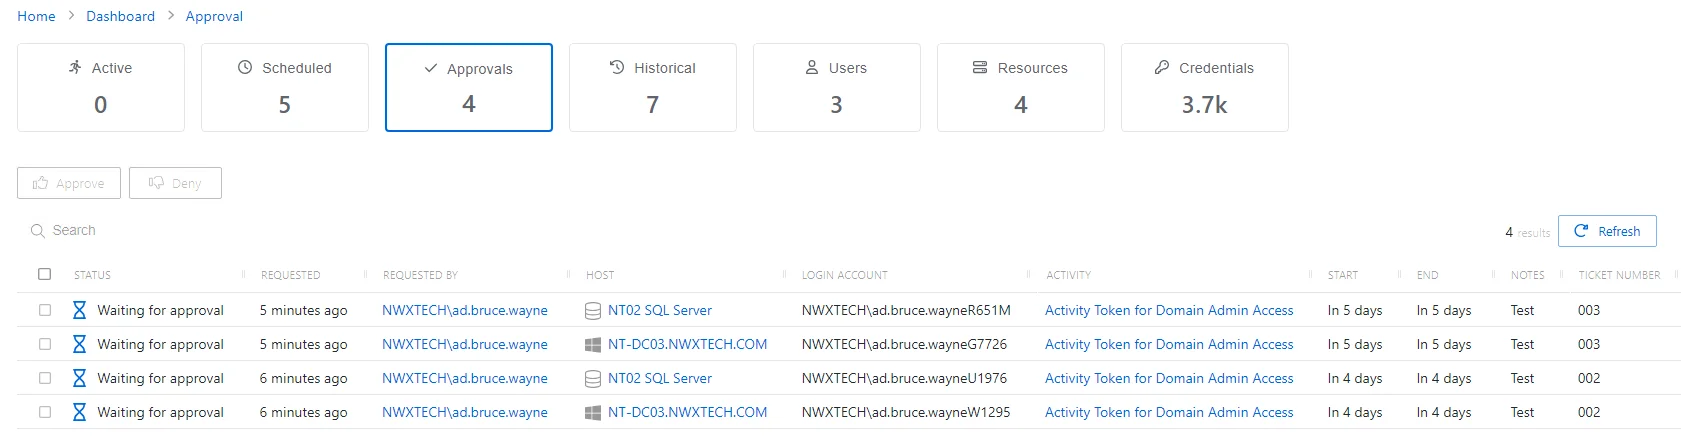 Home > Dashboard > Approval
Active Scheduled Approvals Historical Users Resources Credentials
0 5 4 7 3 4 3.7k
Approve Deny
Search 4 results Refresh
STATUS REQUESTED REQUESTED BY HOST LOGIN ACCOUNT ACTIVITY START END NOTES TICKET NUMBER
Waiting for approval 5 minutes ago NWXTECH\ad.bruce.wayne NT02 SQL Server NWXTECH\ad.bruce.wayneR651M Activity Token for Domain Admin Access In 5 days In 5 days Test 003
Waiting for approval 5 minutes ago NWXTECH\ad.bruce.wayne NT-DC03.NWXTECH.COM NWXTECH\ad.bruce.wayneG7726 Activity Token for Domain Admin Access In 5 days In 5 days Test 003
Waiting for approval 6 minutes ago NWXTECH\ad.bruce.wayne NT02 SQL Server NWXTECH\ad.bruce.wayneU1976 Activity Token for Domain Admin Access In 4 days In 4 days Test 002
Waiting for approval 6 minutes ago NWXTECH\ad.bruce.wayne NT-DC03.NWXTECH.COM NWXTECH\ad.bruce.wayneW1295 Activity Token for Domain Admin Access In 4 days In 4 days Test 002